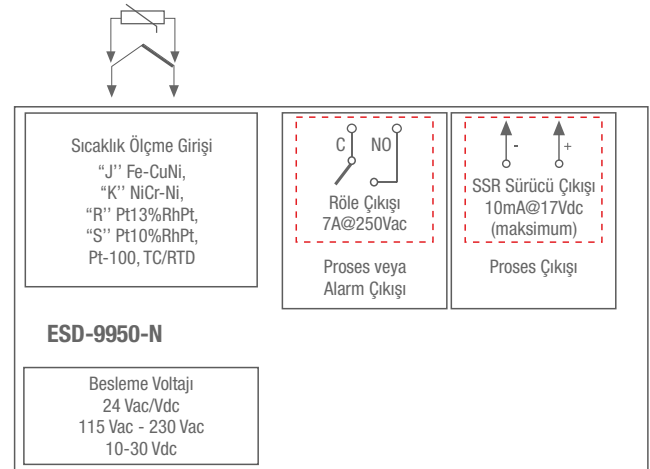 Sıcaklık Ölçme Girişi
“J’’ Fe-CuNi,
“K’’ NiCr-Ni,
“R’’ Pt13%RhPt,
“S’’ Pt10%RhPt,
Pt-100, TC/RTD
C NO
Röle Çıkışı
7A@250Vac
Proses veya
Alarm Çıkışı
- +
SSR Sürücü Çıkışı
10mA@17Vdc
(maksimum)
Proses Çıkışı
ESD-9950-N
Besleme Voltajı
24 Vac/Vdc
115 Vac - 230 Vac
10-30 Vdc